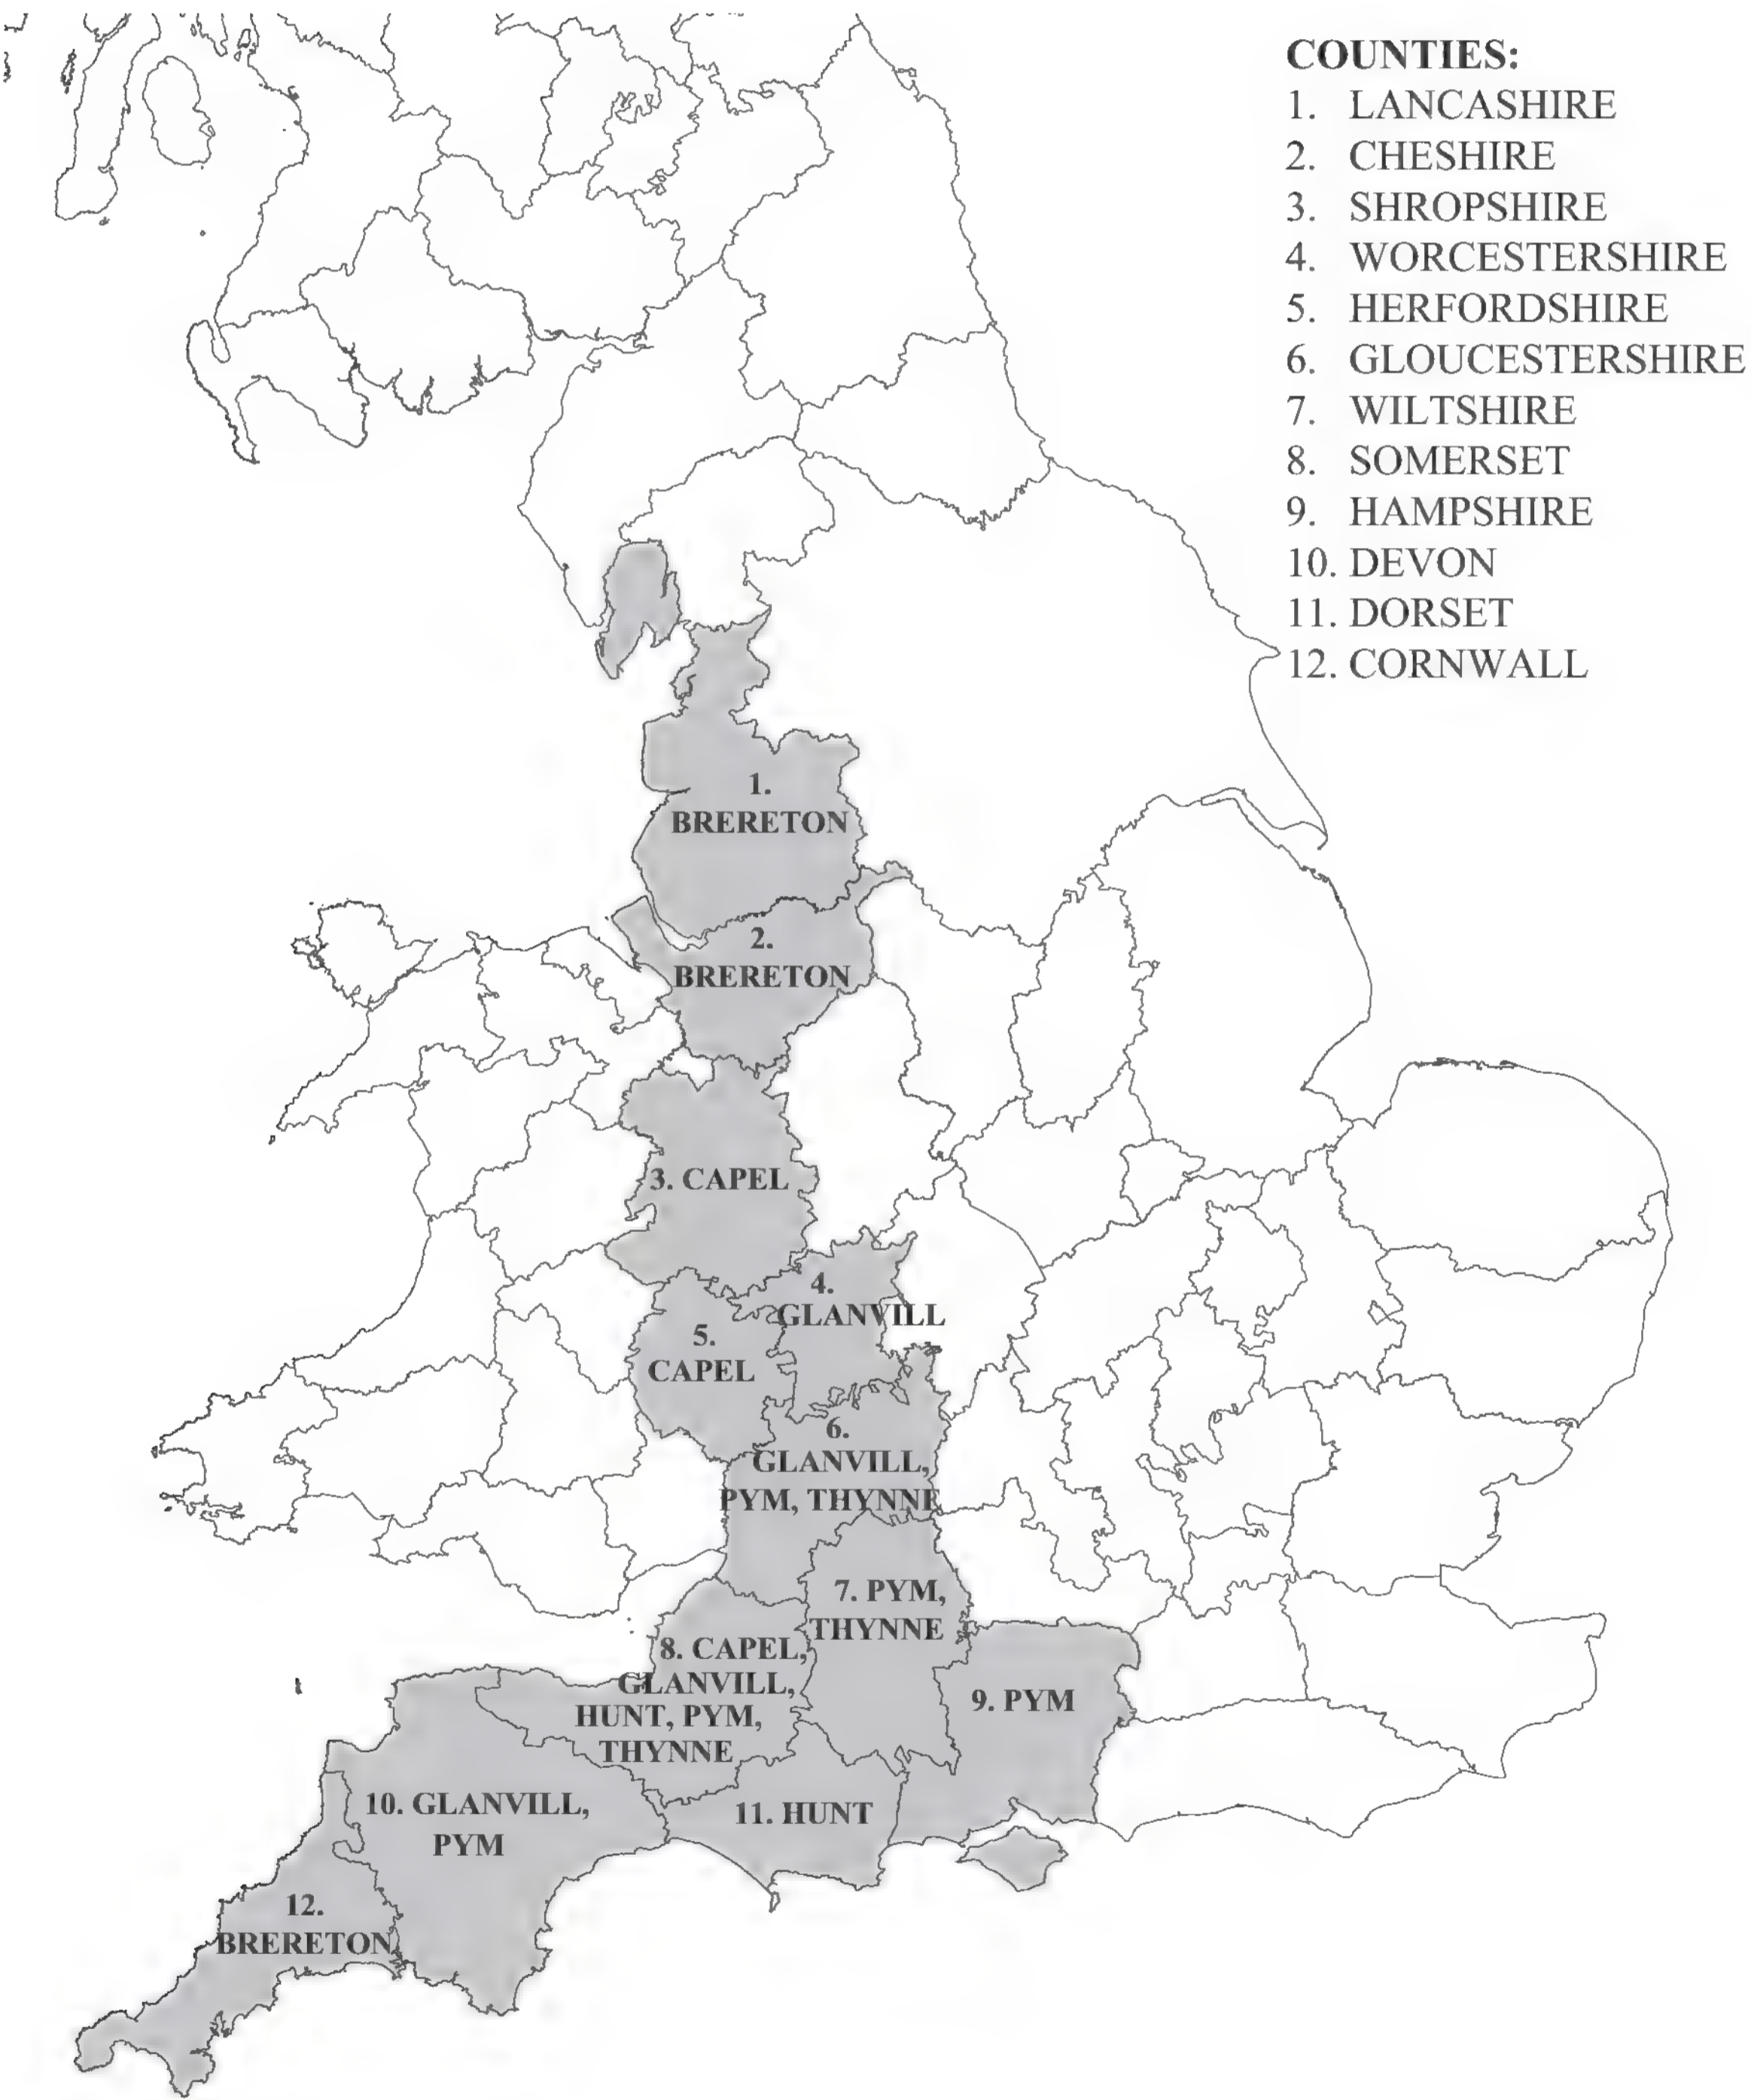 COUNTIES:
1. LANCASHIRE
2. CHESHIRE
3. SHROPSHIRE
4. WORCESTERSHIRE
5. HERFORDSHIRE
6. GLOUCESTERSHIRE
7. WILTSHIRE
8. SOMERSET
9. HAMPSHIRE
10. DEVON
11. DORSET
12. CORNWALL
1.
BRERETON
2.
BRERETON
3. CAPEL
4.
GLANVILL
5.
CAPEL
6.
GLANVILL,
PYM, THYNNE
7. PYM,
THYNNE
8. CAPEL,
GLANVILL,
HUNT, PYM,
THYNNE
9. PYM
10. GLANVILL,
PYM
11. HUNT
12.
BRERETON